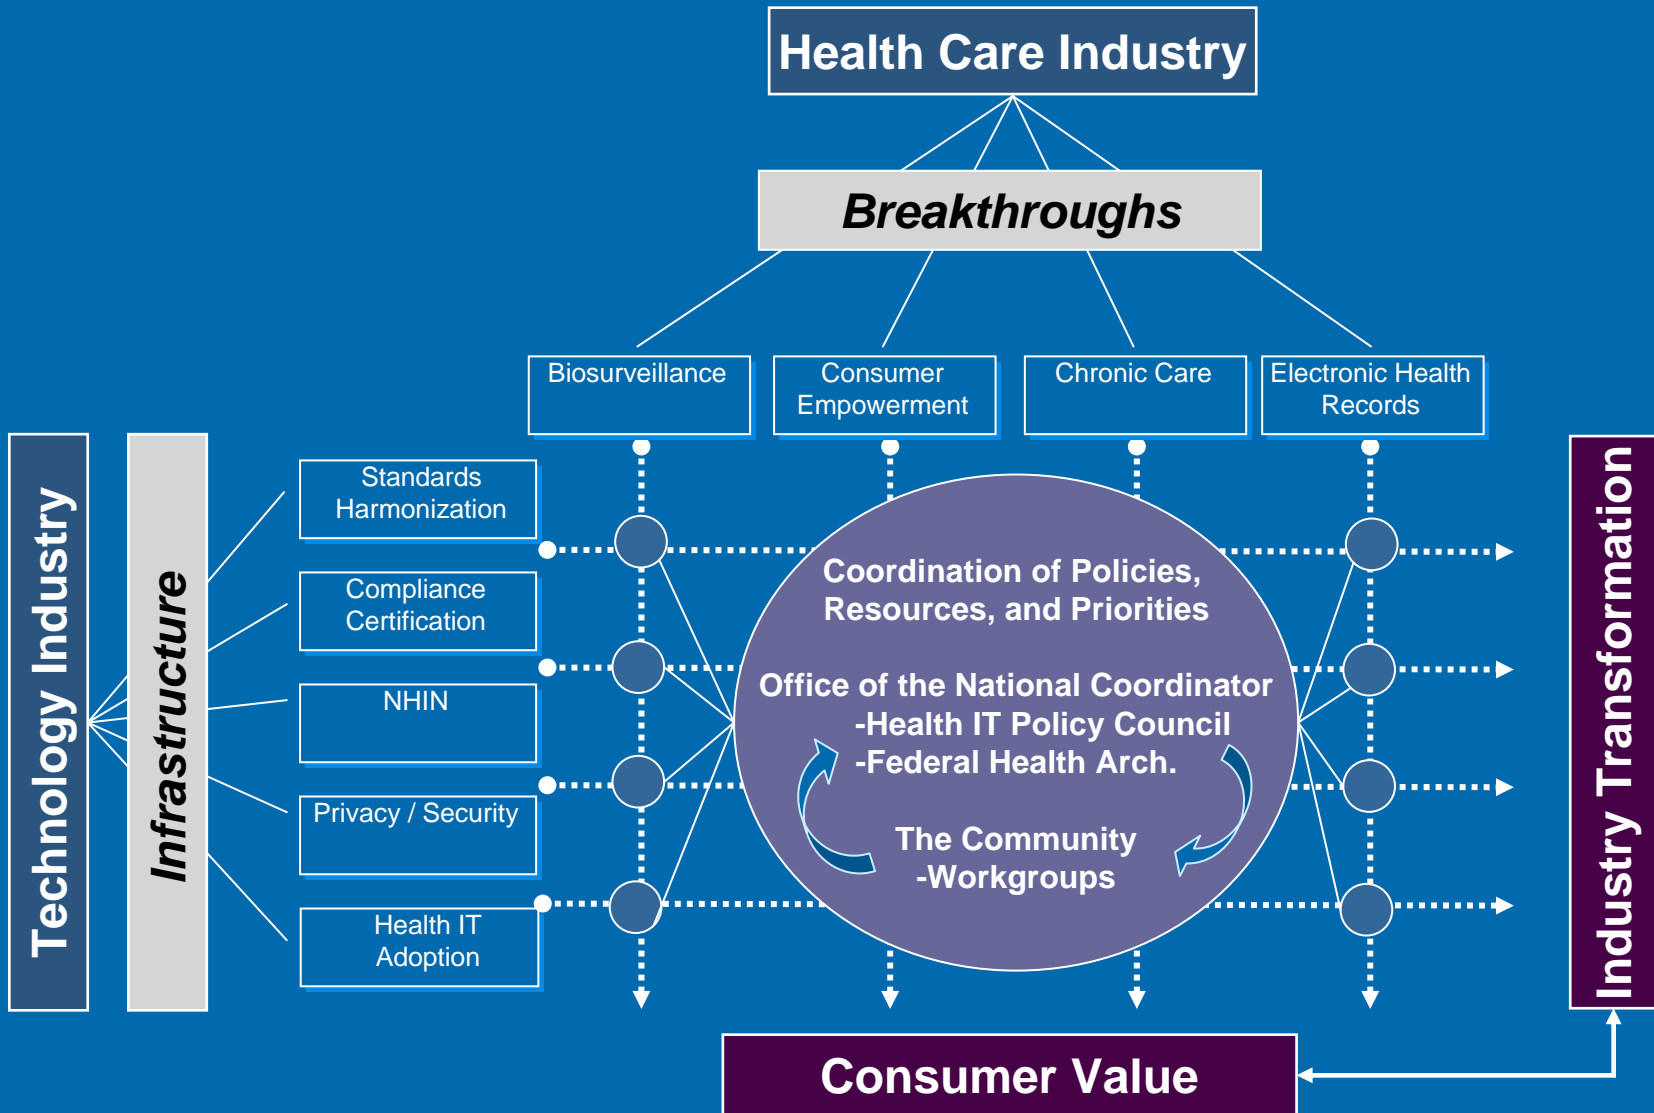 Health Care Industry
Breakthroughs
Biosurveillance
Consumer
Empowerment
Chronic Care
Electronic Health
Records
Technology Industry
Infrastructure
Standards
Harmonization
Compliance
Certification
NHIN
Privacy / Security
Health IT
Adoption
Coordination of Policies,
Resources, and Priorities
Office of the National Coordinator
-Health IT Policy Council
-Federal Health Arch.
The Community
-Workgroups
Industry Transformation
Consumer Value